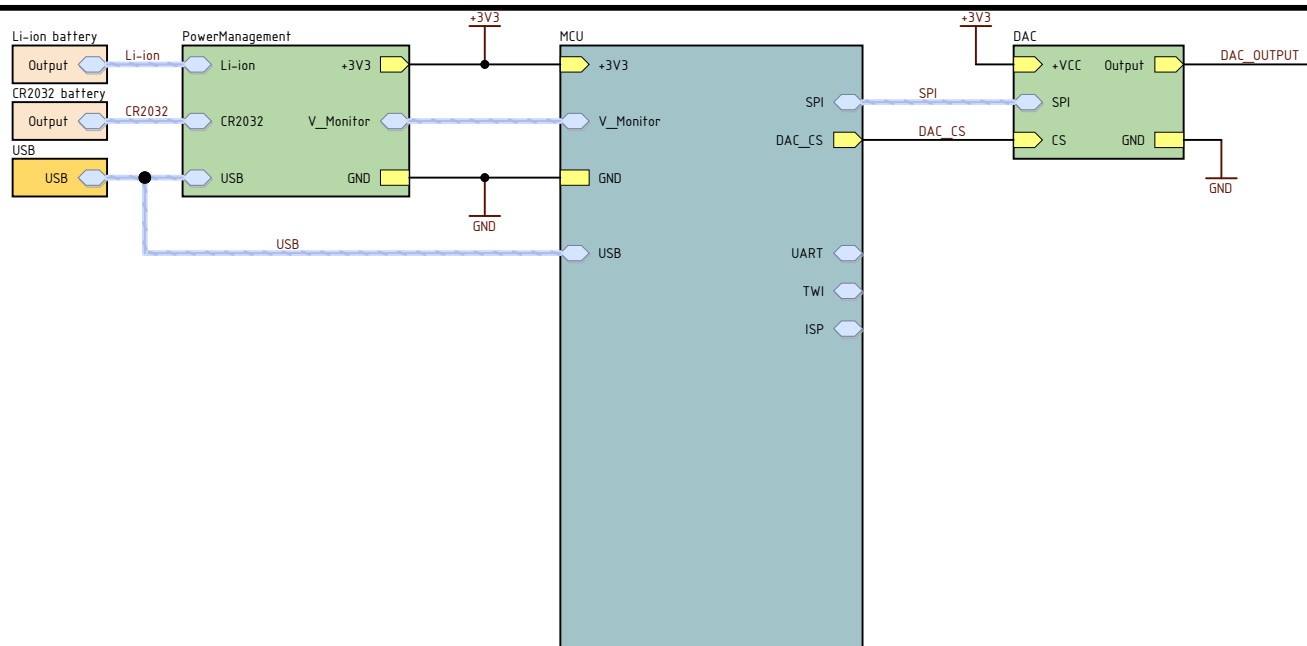 +3V3
+3V3
Li-ion battery
PowerManagement
MCU
DAC
Output
Li-ion
Li-ion
+3V3
+3V3
+VCC
Output
DAC_OUTPUT
CR2032 battery
SPI
SPI
SPI
Output
CR2032
CR2032
V_Monitor
V_Monitor
DAC_CS
DAC_CS
CS
GND
USB
USB
USB
GND
GND
GND
GND
USB
USB
UART
TWI
ISP